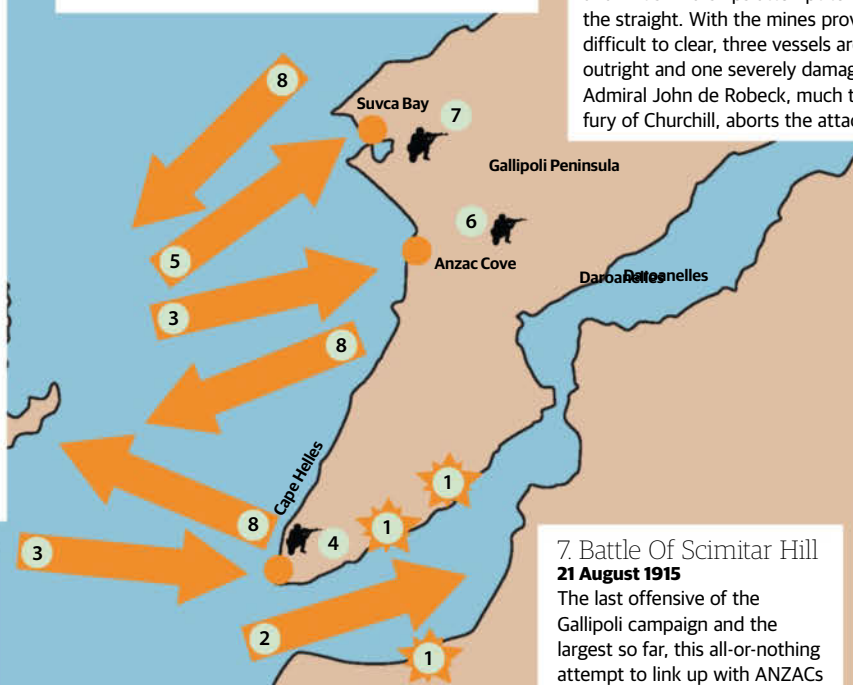 the straight. With the mines prov
difficult to clear, three vessels ar
outright and one severely damag
Admiral John de Robeck, much t
fury of Churchill, aborts the attac
8
Suvca Bay
7
Gallipoli Peninsula
6
5
Anzac Cove
Daroanelles
Daroanelles
3
8
Cape Helles
1
1
8
4
3
2
1
7. Battle Of Scimitar Hill
21 August 1915
The last offensive of the
Gallipoli campaign and the
largest so far, this all-or-nothing
attempt to link up with ANZACs